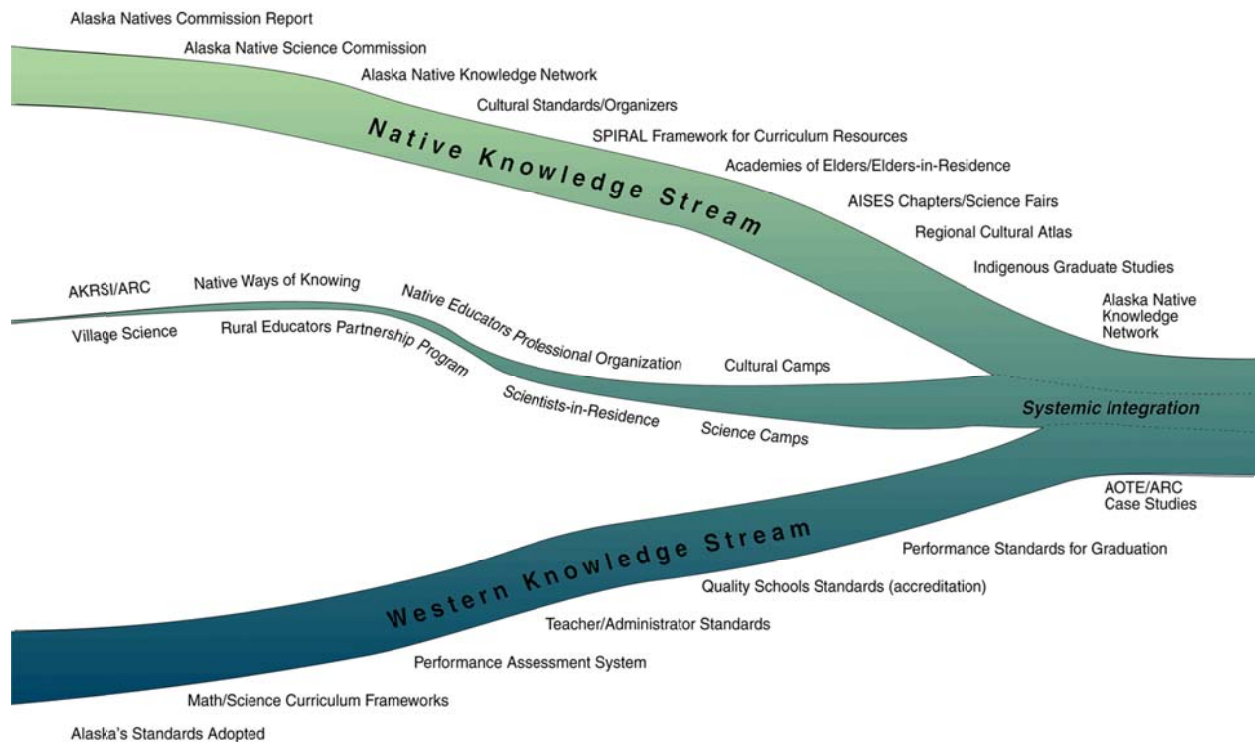 Alaska Natives Commission Report
Alaska Native Science Commission
Alaska Native Knowledge Network
Cultural Standards/Organizers
SPIRAL Framework for Curriculum Resources
Academies of Elders/Elders-in-Residence
AISES Chapters/Science Fairs
Regional Cultural Atlas
Indigenous Graduate Studies
Alaska Native
Knowledge
Network
Native Knowledge Stream
AKRSI/ARC
Native Ways of Knowing
Native Educators Professional Organization
Cultural Camps
Village Science
Rural Educators Partnership Program
Scientists-in-Residence
Science Camps
Systemic Integration
Western Knowledge Stream
AOTE/ARC
Case Studies
Performance Standards for Graduation
Quality Schools Standards (accreditation)
Teacher/Administrator Standards
Performance Assessment System
Math/Science Curriculum Frameworks
Alaska's Standards Adopted